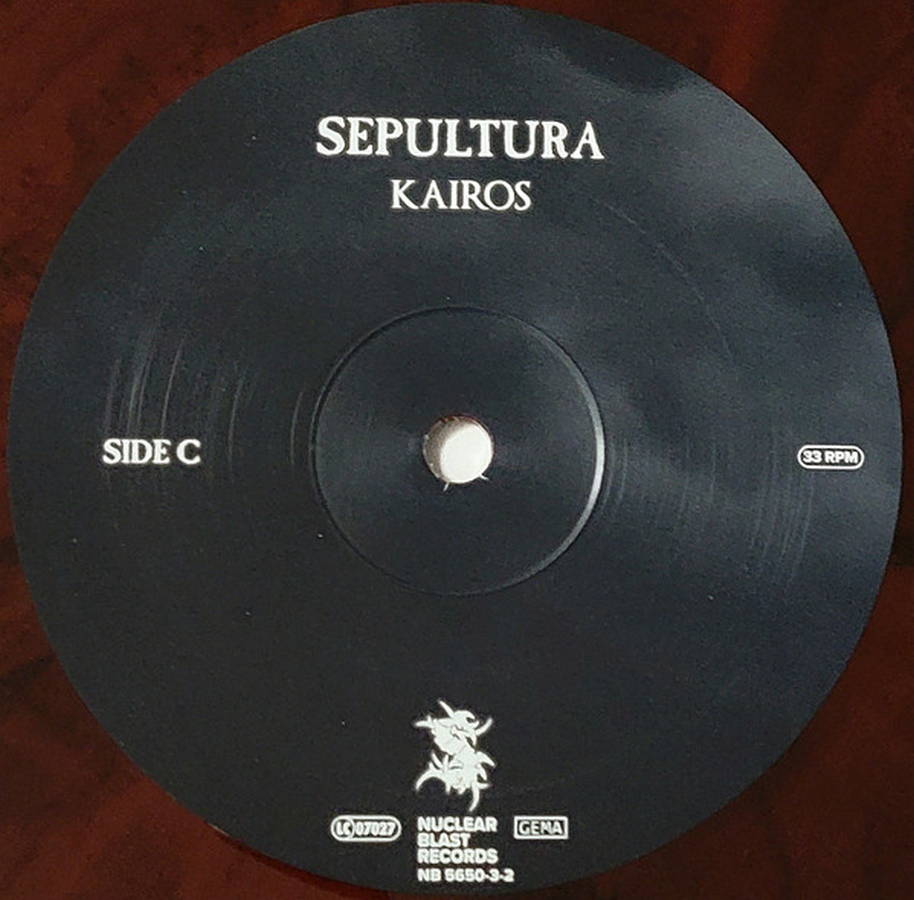 SEPULTURA
KAIROS
SIDE C
33 RPM
LC 07027
NUCLEAR
BLAST
RECORDS
GEMA
NB 5650-3-2